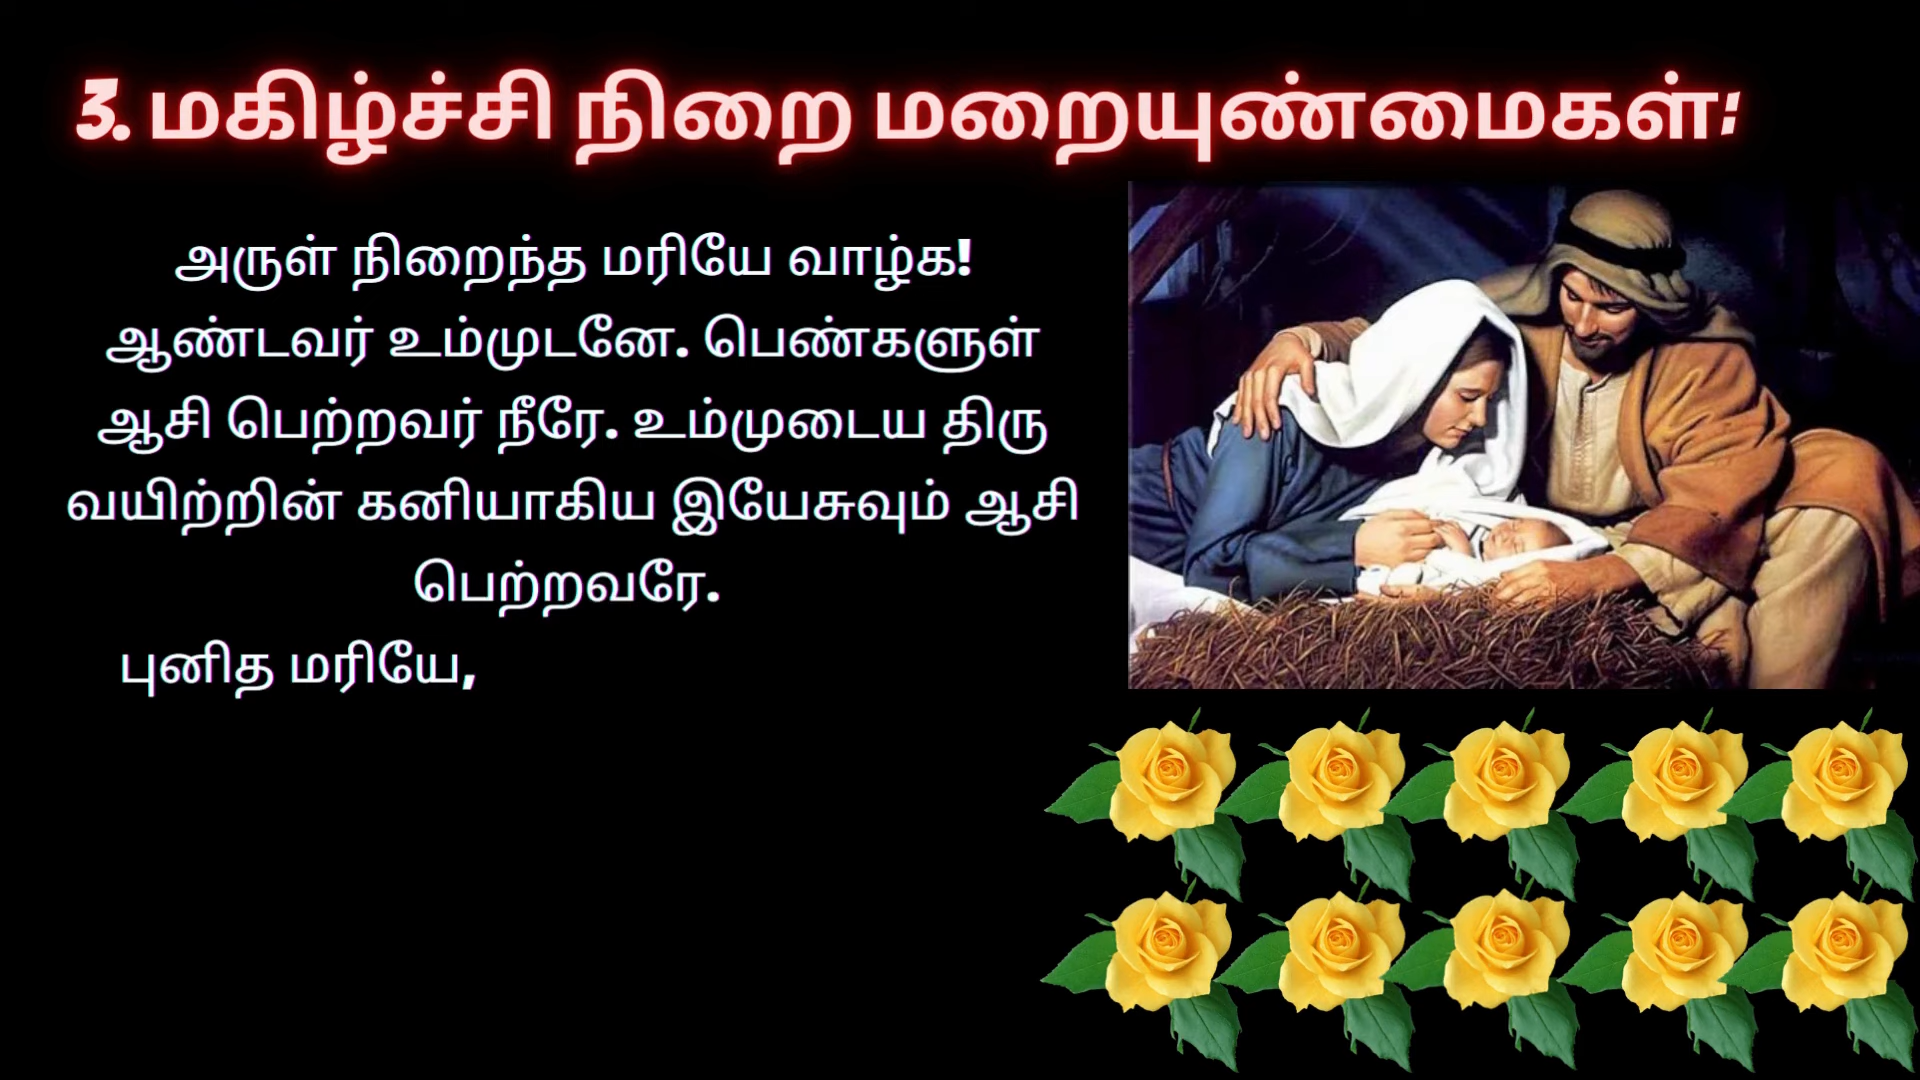 3. மகிழ்ச்சி நிறை மறையுண்மைகள்:
அருள் நிறைந்த மரியே வாழ்க!
ஆண்டவர் உம்முடனே. பெண்களுள்
ஆசி பெற்றவர் நீரே. உம்முடைய திரு
வயிற்றின் கனியாகிய இயேசுவும் ஆசி
பெற்றவரே.
புனித மரியே,